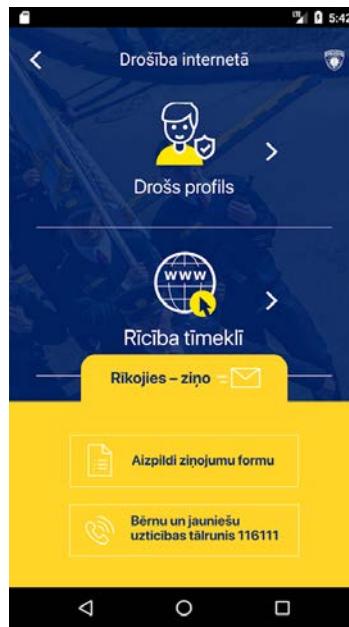 5:42
Drošība internetā
Drošs profils
www
Rīcība tīmeklī
Rīkojies – ziņo
Aizpildi ziņojumu formu
Bērnu un jauniešu
uzticības tālrunis 116111